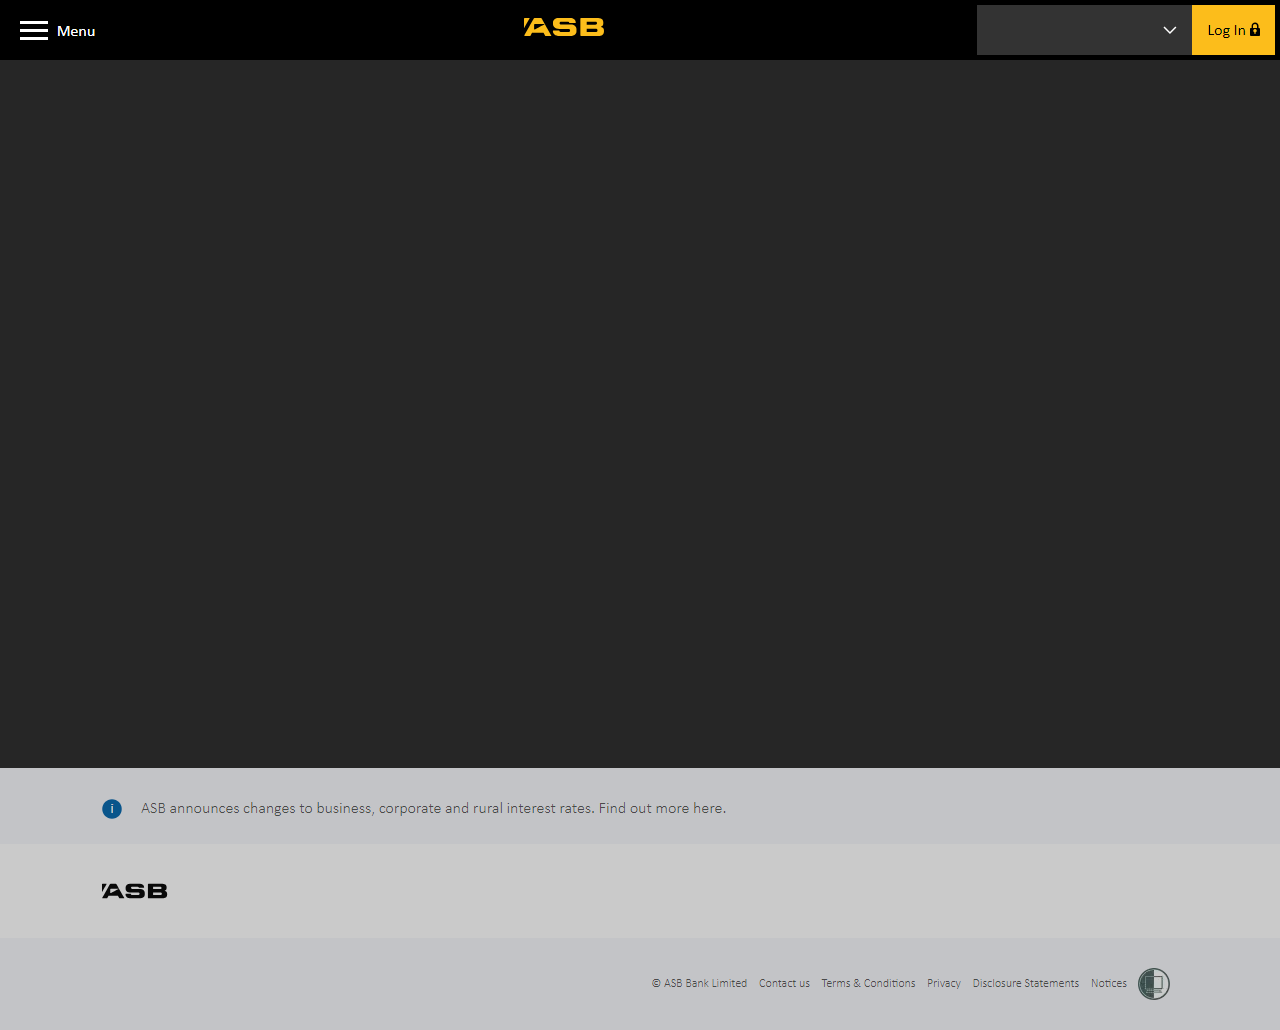 Menu
ASB
Log In
ASB announces changes to business, corporate and rural interest rates. Find out more here.
ASB
© ASB Bank Limited Contact us Terms & Conditions Privacy Disclosure Statements Notices